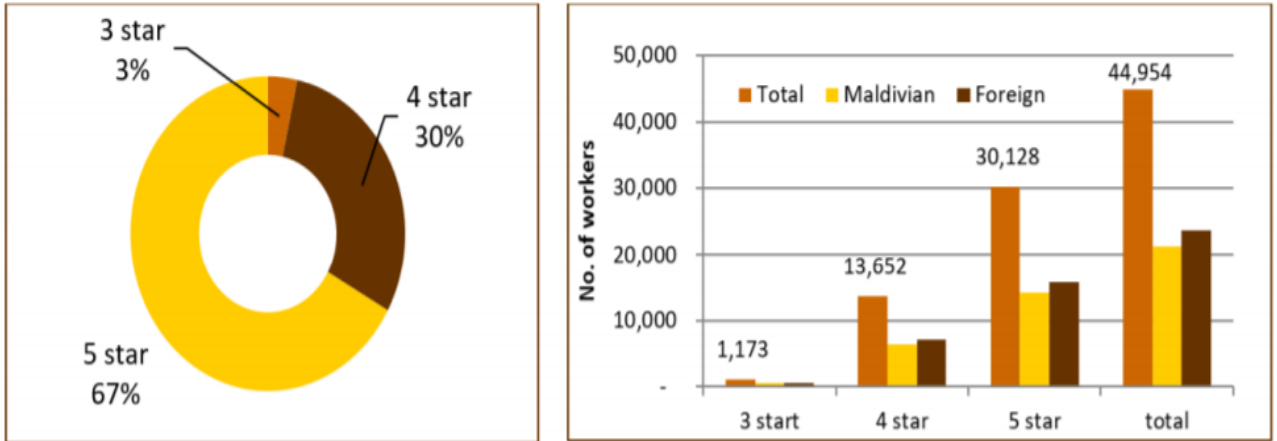 3 star
3%
4 star
30%
5 star
67%
50,000
40,000
30,000
20,000
10,000
-
No. of workers
Total Maldivian Foreign
1,173
13,652
30,128
44,954
3 start 4 star 5 star total